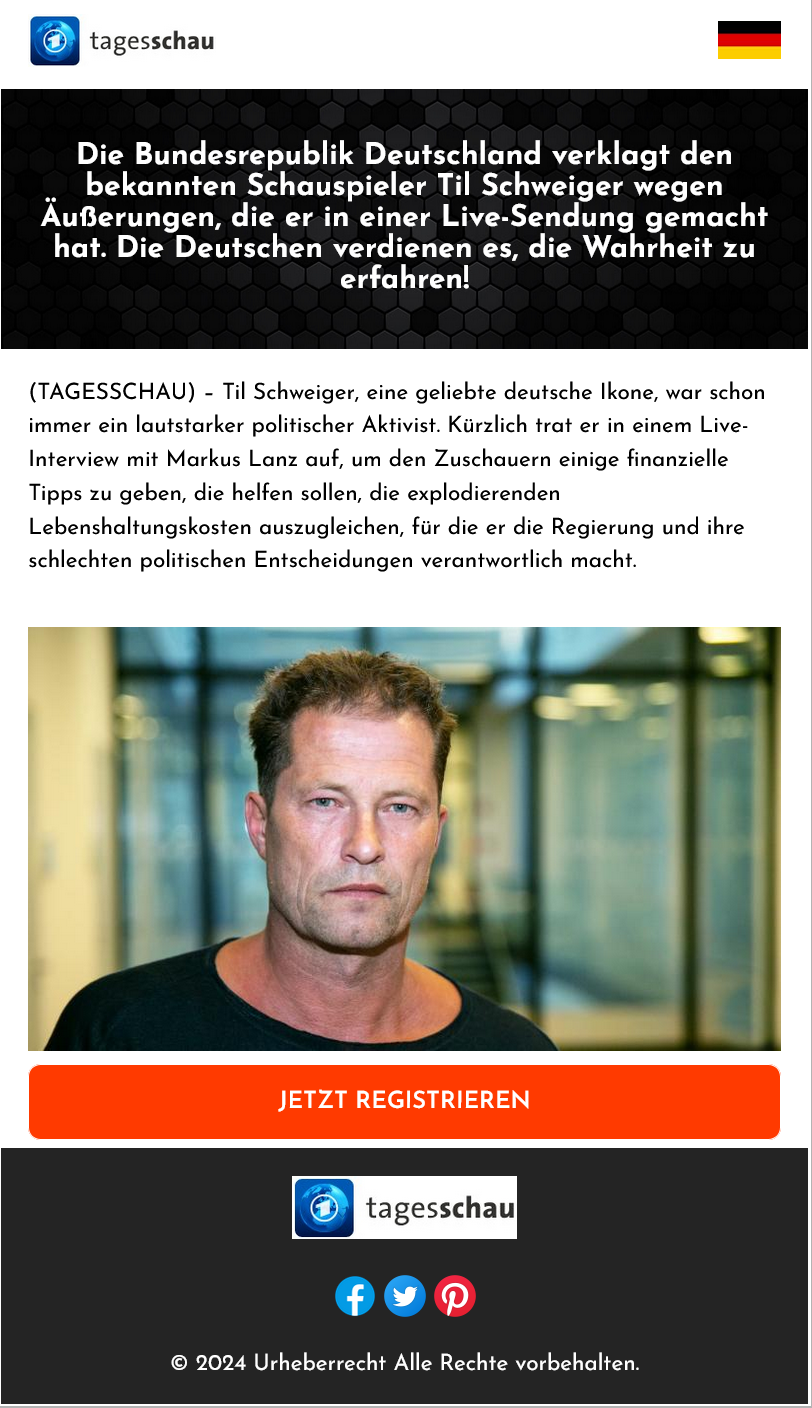 tagesschau
Die Bundesrepublik Deutschland verklagt den
bekannten Schauspieler Til Schweiger wegen
Äußerungen, die er in einer Live-Sendung gemacht
hat. Die Deutschen verdienen es, die Wahrheit zu
erfahren!
(TAGESSCHAU) – Til Schweiger, eine geliebte deutsche Ikone, war schon
immer ein lautstarker politischer Aktivist. Kürzlich trat er in einem Live-
Interview mit Markus Lanz auf, um den Zuschauern einige finanzielle
Tipps zu geben, die helfen sollen, die explodierenden
Lebenshaltungskosten auszugleichen, für die er die Regierung und ihre
schlechten politischen Entscheidungen verantwortlich macht.
JETZT REGISTRIEREN
tagesschau
© 2024 Urheberrecht Alle Rechte vorbehalten.